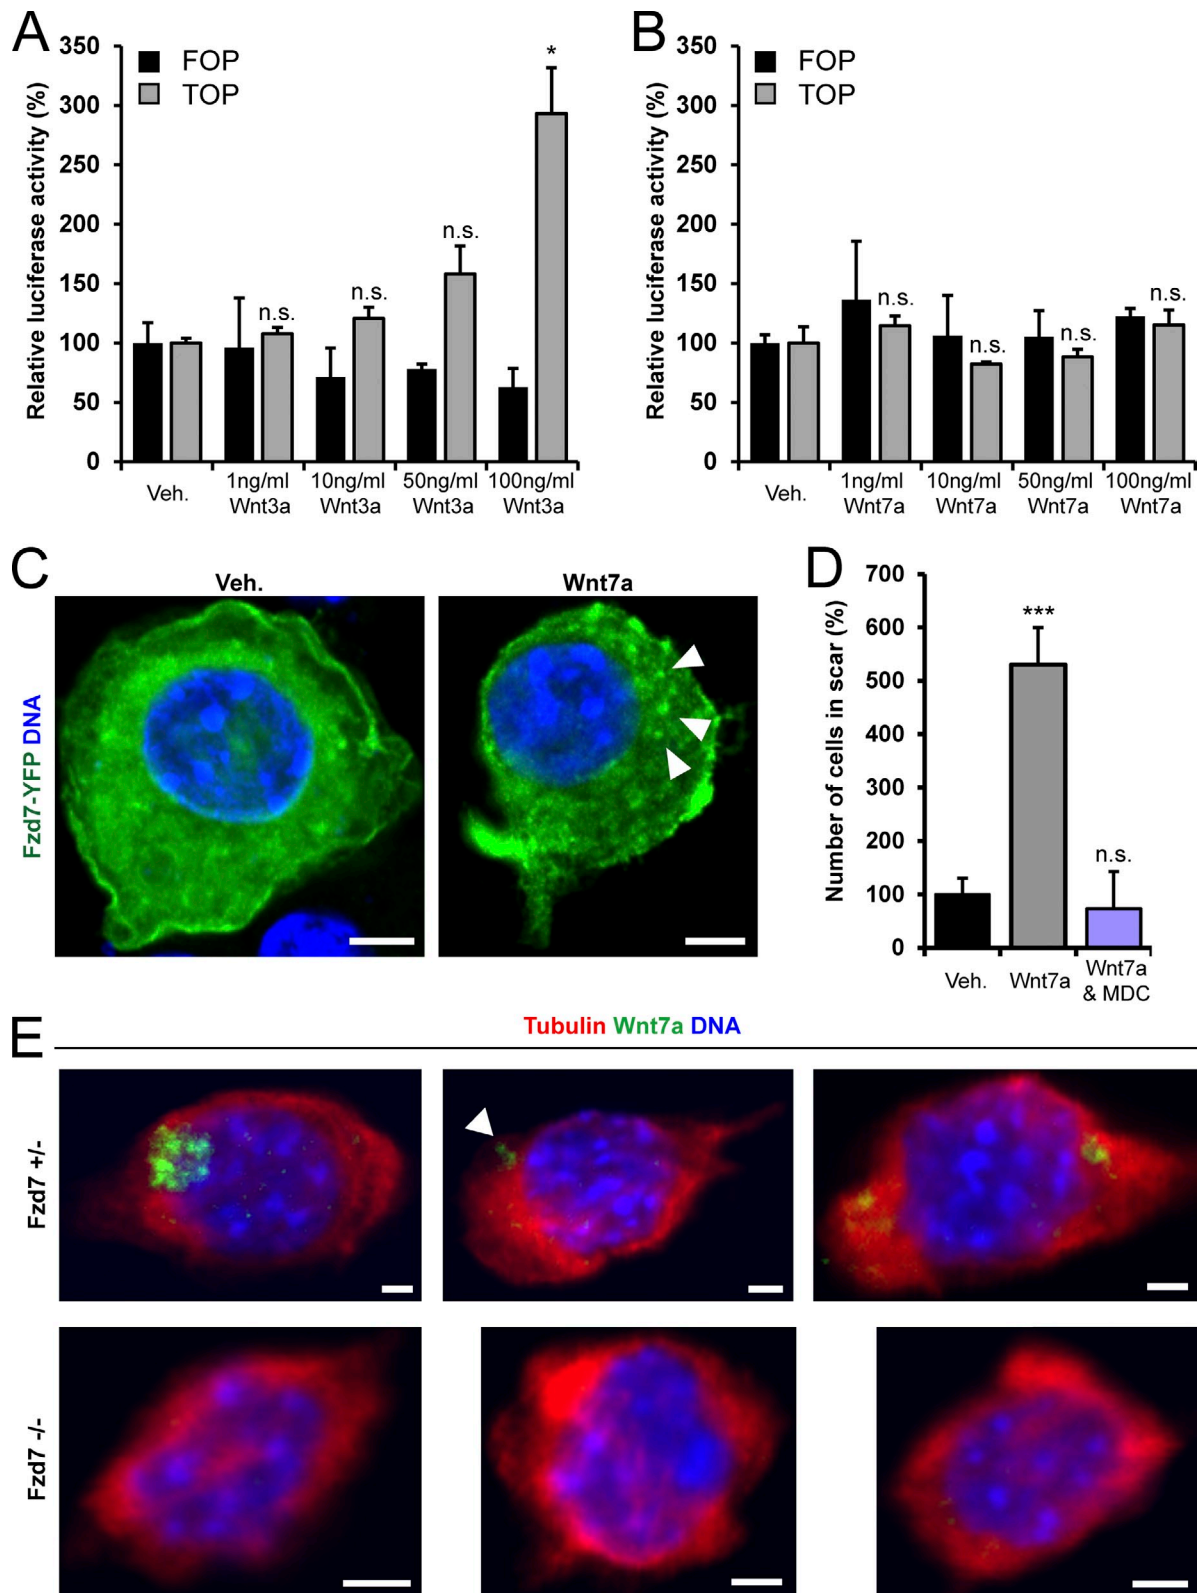 A
Relative luciferase activity (%)
350
300
250
200
150
100
50
0
FOP
TOP
n.s.
n.s.
n.s.
*
Veh.
1ng/ml
Wnt3a
10ng/ml
Wnt3a
50ng/ml
Wnt3a
100ng/ml
Wnt3a
B
Relative luciferase activity (%)
350
300
250
200
150
100
50
0
FOP
TOP
n.s.
n.s.
n.s.
n.s.
Veh.
1ng/ml
Wnt7a
10ng/ml
Wnt7a
50ng/ml
Wnt7a
100ng/ml
Wnt7a
C
Veh.
Wnt7a
Fzd7-YFP DNA
D
Number of cells in scar (%)
700
600
500
400
300
200
100
0
***
n.s.
Veh.
Wnt7a
Wnt7a
& MDC
E
Tubulin Wnt7a DNA
Fzd7 +/-
Fzd7 -/-